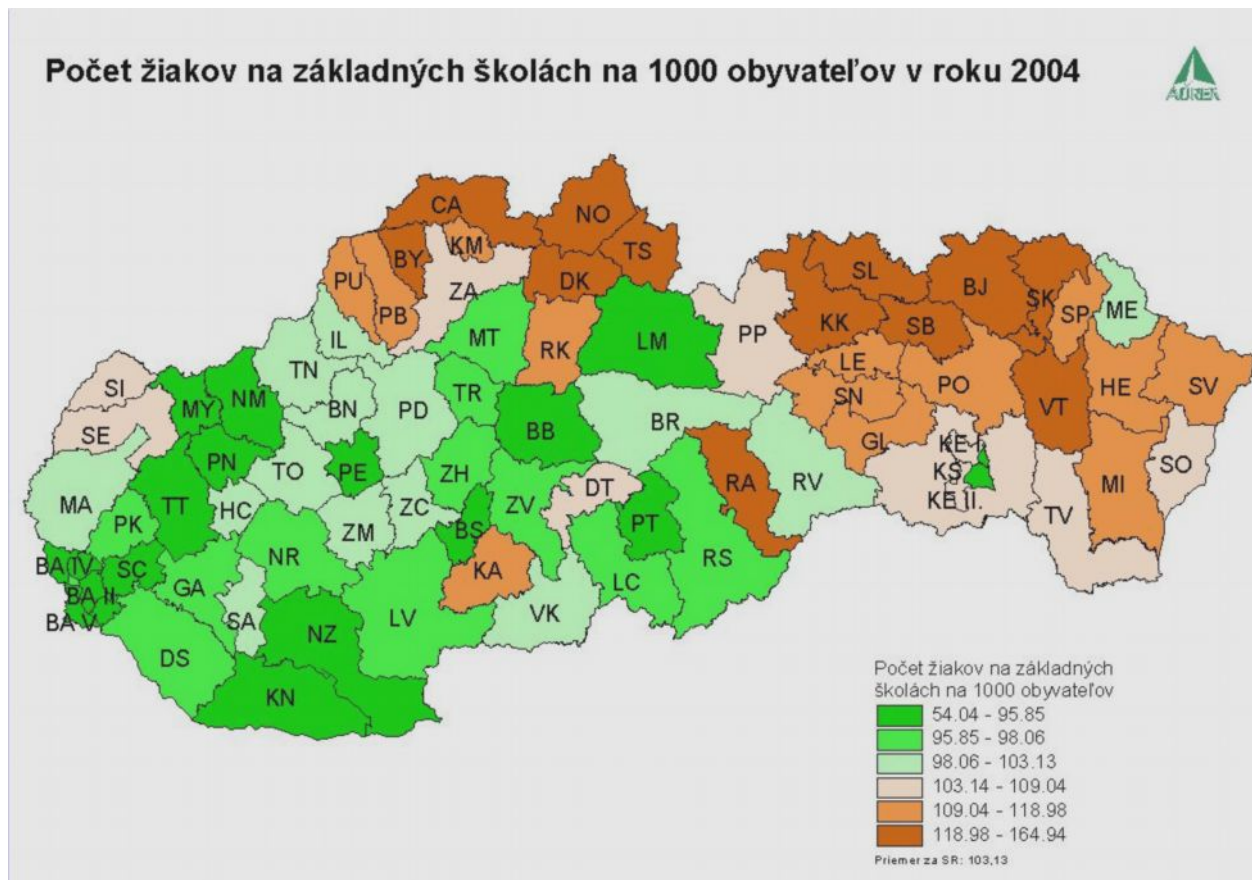 Počet žiakov na základných školách na 1000 obyvateľov v roku 2004
AUREX
CA
NO
TS
BY
KM
PU
PB
ZA
DK
SL
BJ
SK
SP
ME
KK
SB
IL
MT
RK
LM
PP
TN
LE
PO
HE
SV
SI
MY
NM
BN
PD
TR
BB
BR
SN
VT
SE
PN
TO
PE
ZH
GL
KE I.
SO
MA
TT
HC
ZM
ZC
BS
ZV
DT
PT
RA
RV
KS
KE II.
TV
MI
PK
BA IV
SC
BA II
BA V
GA
NR
SA
KA
LC
RS
DS
NZ
LV
VK
KN
Počet žiakov na základných
školách na 1000 obyvateľov
54.04 - 95.85
95.85 - 98.06
98.06 - 103.13
103.14 - 109.04
109.04 - 118.98
118.98 - 164.94
Priemer za SR: 103,13